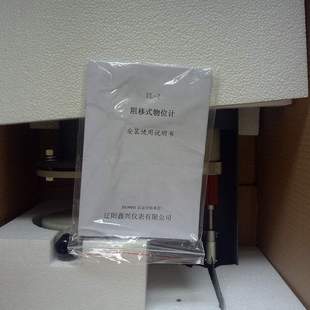 阻移式物位计
安装使用说明书
辽阳鑫兴仪表有限公司